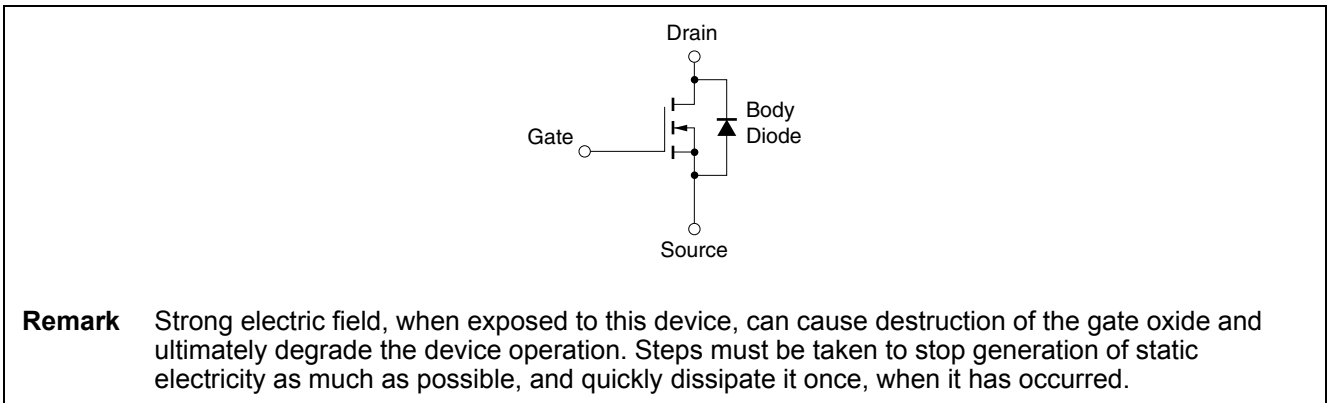 Drain
Body
Diode
Gate
Source
Remark Strong electric field, when exposed to this device, can cause destruction of the gate oxide and
ultimately degrade the device operation. Steps must be taken to stop generation of static
electricity as much as possible, and quickly dissipate it once, when it has occurred.